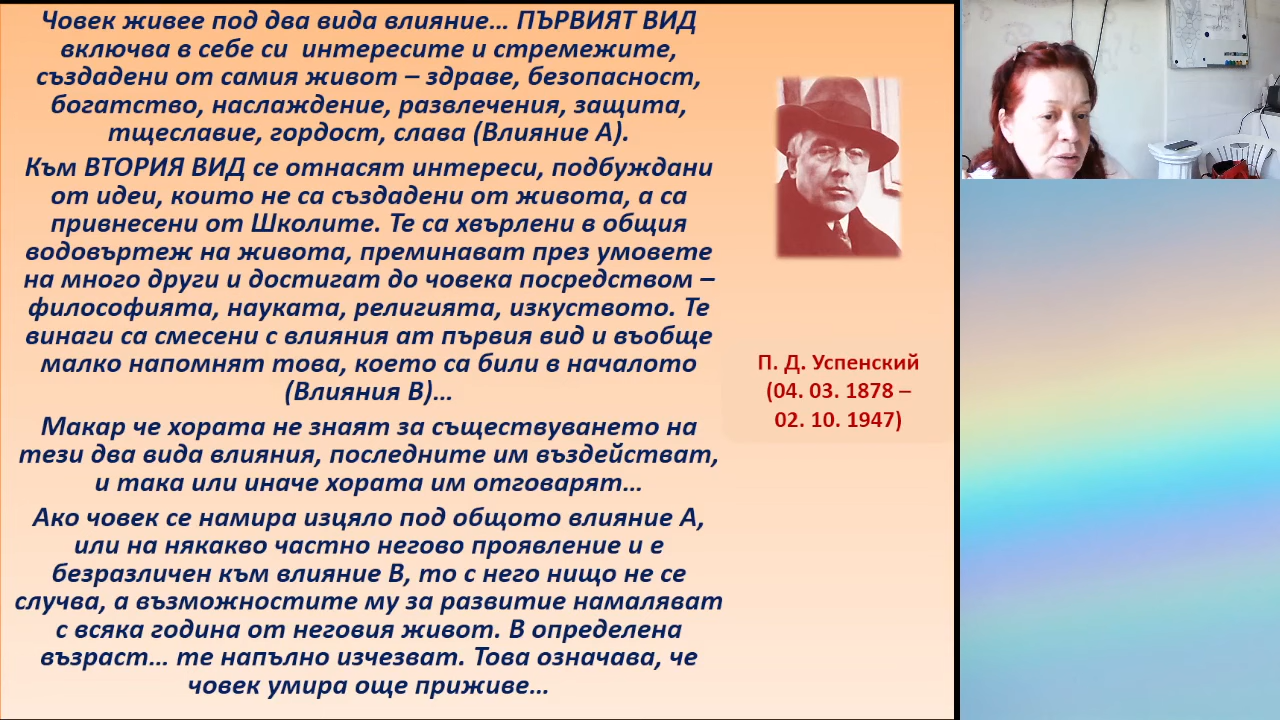 Човек живее под два вида влияние... ПЪРВИЯТ ВИД
включва в себе си интересите и стремежите,
създадени от самия живот – здраве, безопасност,
богатство, наслаждение, развлечения, защита,
тщеславие, гордост, слава (Влияние А).
Към ВТОРИЯ ВИД се отнасят интереси, подбуждани
от идеи, които не са създадени от живота, а са
привнесени от Школите. Те са хвърлени в общия
водовъртеж на живота, преминават през умовете
на много други и достигат до човека посредством –
философията, науката, религията, изкуството. Те
винаги са смесени с влияния ат първия вид и въобще
малко напомнят това, което са били в началото
(Влияния В)...
Макар че хората не знаят за съществуването на
тези два вида влияния, последните им въздействат,
и така или иначе хората им отговарят...
Ако човек се намира изцяло под общото влияние А,
или на някакво частно негово проявление и е
безразличен към влияние В, то с него нищо не се
случва, а възможностите му за развитие намаляват
с всяка година от неговия живот. В определена
възраст... те напълно изчезват. Това означава, че
човек умира още приживе...
П. Д. Успенский
(04. 03. 1878 –
02. 10. 1947)